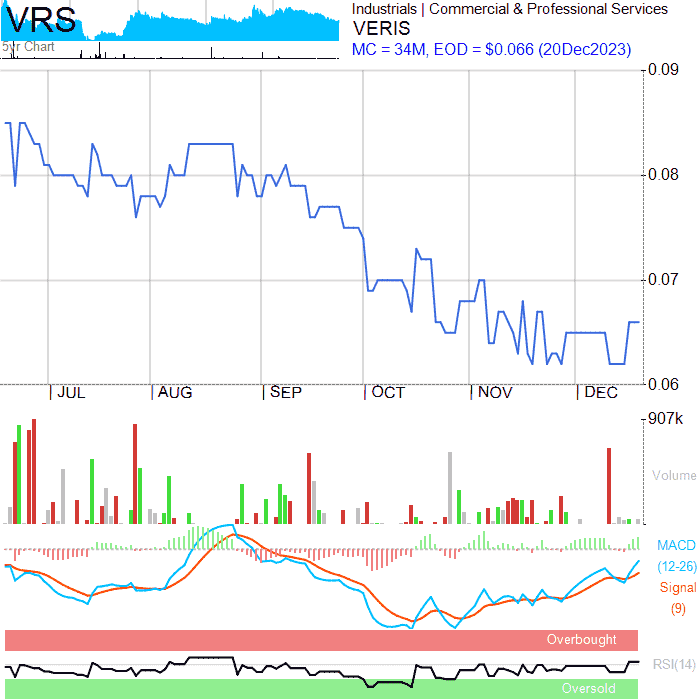 VRS
5yr Chart
Industrials | Commercial & Professional Services
VERIS
MC = 34M, EOD = $0.066 (20Dec2023)
0.09
0.08
0.07
0.06
JUL
AUG
SEP
OCT
NOV
DEC
907k
Volume
MACD
(12-26)
Signal
(9)
Overbought
RSI(14)
Oversold